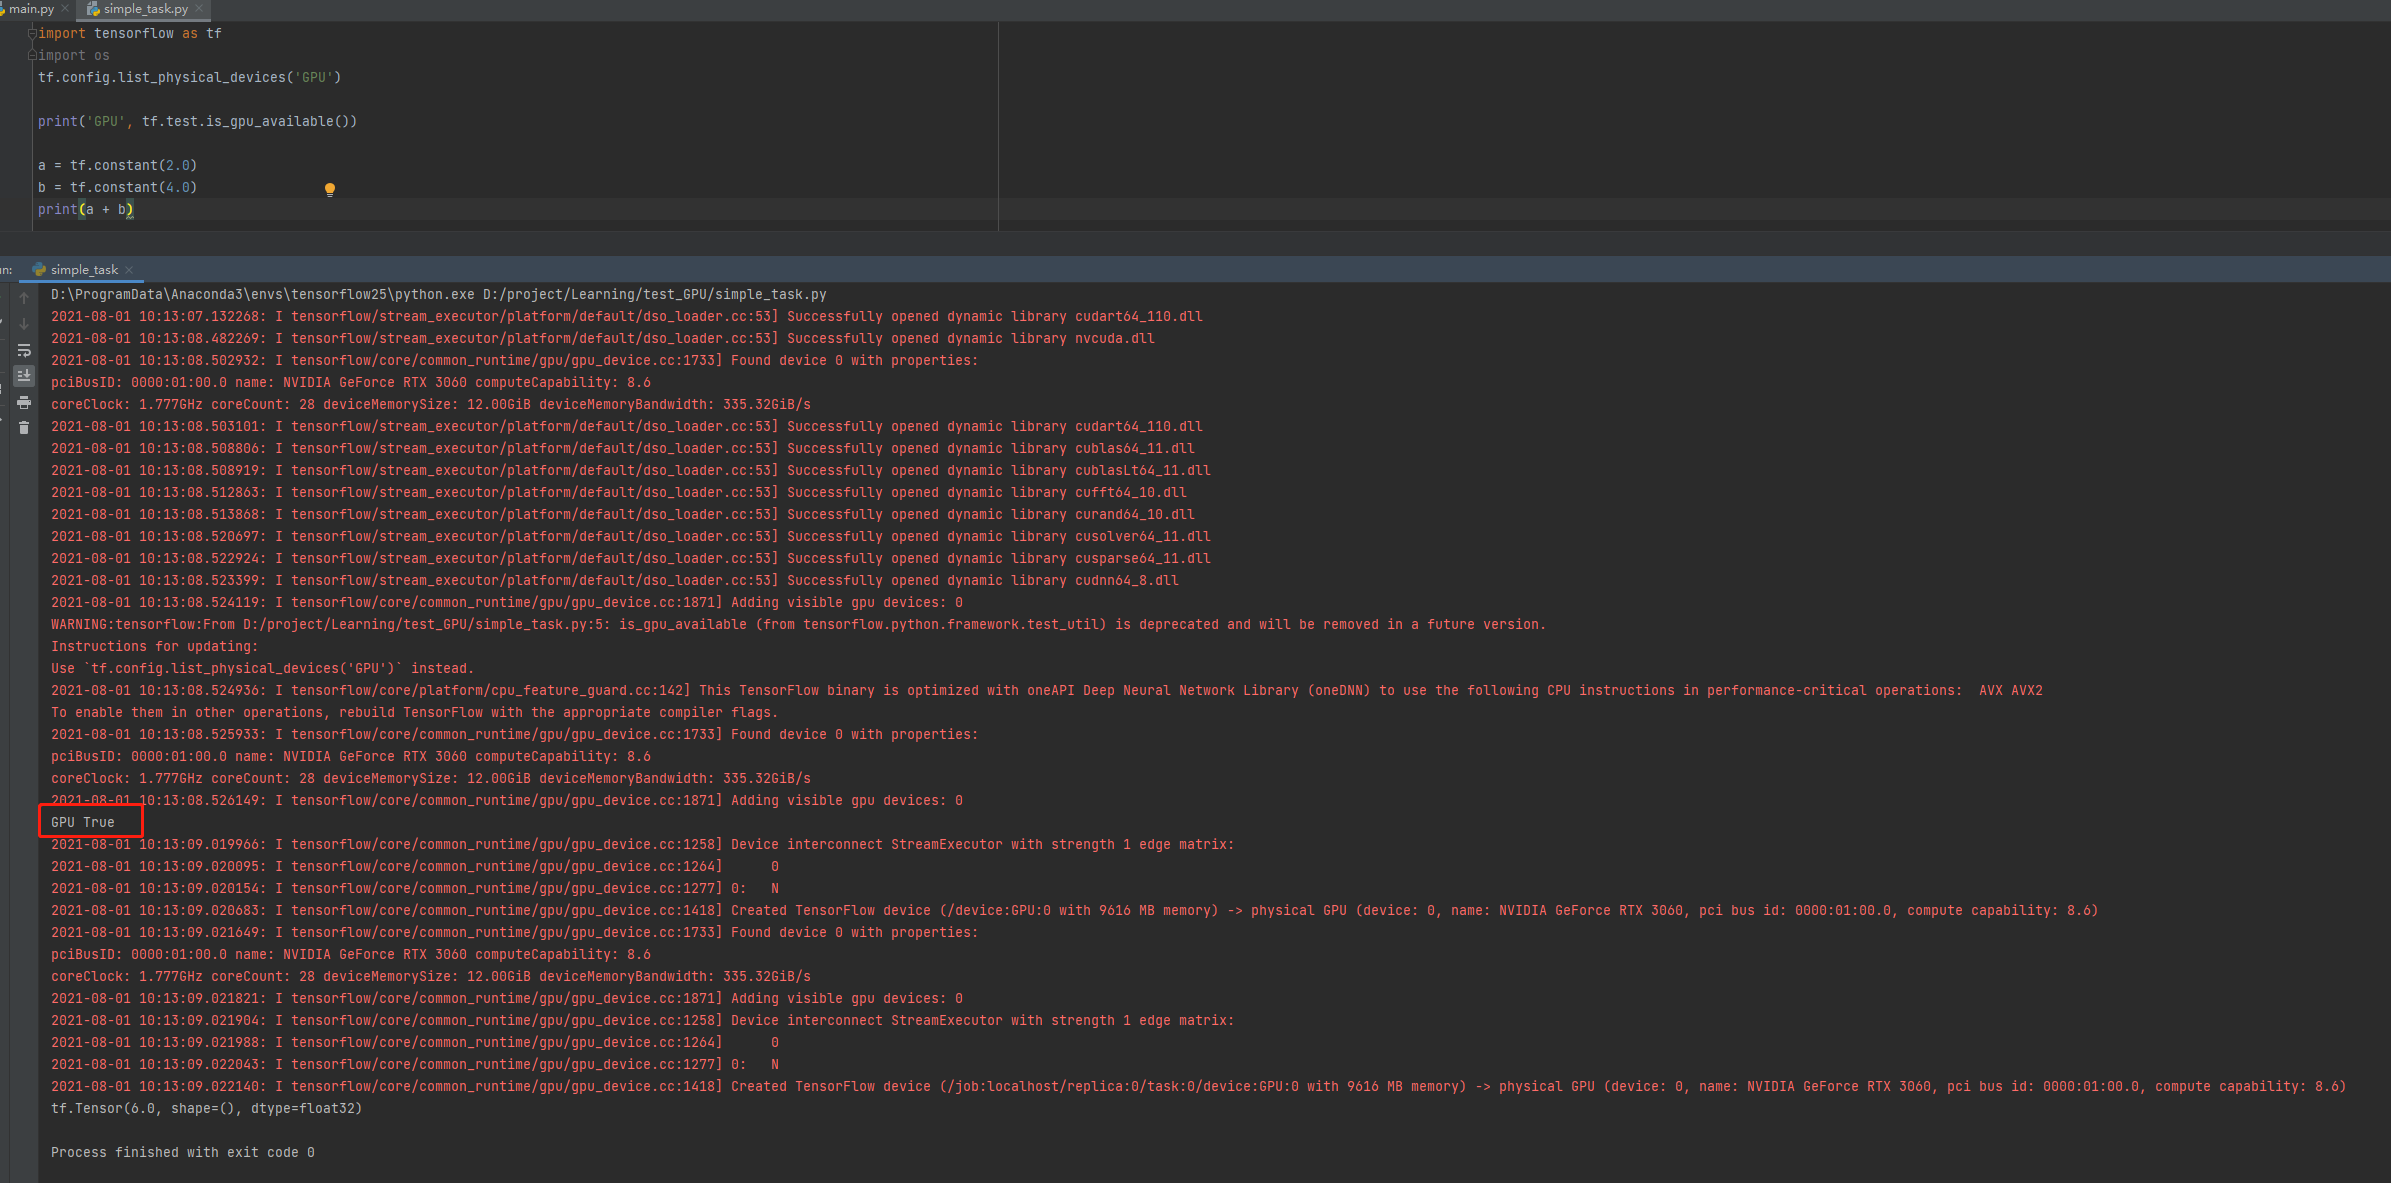 main.py simple_task.py
import tensorflow as tf
import os
tf.config.list_physical_devices('GPU')
print('GPU', tf.test.is_gpu_available())
a = tf.constant(2.0)
b = tf.constant(4.0)
print(a + b)
un: simple_task
D:\ProgramData\Anaconda3\envs\tensorflow25\python.exe D:/project/Learning/test_GPU/simple_task.py
2021-08-01 10:13:07.132268: I tensorflow/stream_executor/platform/default/dso_loader.cc:53] Successfully opened dynamic library cudart64_110.dll
2021-08-01 10:13:08.482269: I tensorflow/stream_executor/platform/default/dso_loader.cc:53] Successfully opened dynamic library nvcuda.dll
2021-08-01 10:13:08.502932: I tensorflow/core/common_runtime/gpu/gpu_device.cc:1733] Found device 0 with properties:
pciBusID: 0000:01:00.0 name: NVIDIA GeForce RTX 3060 computeCapability: 8.6
coreClock: 1.777GHz coreCount: 28 deviceMemorySize: 12.00GiB deviceMemoryBandwidth: 335.32GiB/s
2021-08-01 10:13:08.503101: I tensorflow/stream_executor/platform/default/dso_loader.cc:53] Successfully opened dynamic library cudart64_110.dll
2021-08-01 10:13:08.508806: I tensorflow/stream_executor/platform/default/dso_loader.cc:53] Successfully opened dynamic library cublas64_11.dll
2021-08-01 10:13:08.508919: I tensorflow/stream_executor/platform/default/dso_loader.cc:53] Successfully opened dynamic library cublasLt64_11.dll
2021-08-01 10:13:08.512863: I tensorflow/stream_executor/platform/default/dso_loader.cc:53] Successfully opened dynamic library cufft64_10.dll
2021-08-01 10:13:08.513868: I tensorflow/stream_executor/platform/default/dso_loader.cc:53] Successfully opened dynamic library curand64_10.dll
2021-08-01 10:13:08.520697: I tensorflow/stream_executor/platform/default/dso_loader.cc:53] Successfully opened dynamic library cusolver64_11.dll
2021-08-01 10:13:08.522924: I tensorflow/stream_executor/platform/default/dso_loader.cc:53] Successfully opened dynamic library cusparse64_11.dll
2021-08-01 10:13:08.523399: I tensorflow/stream_executor/platform/default/dso_loader.cc:53] Successfully opened dynamic library cudnn64_8.dll
2021-08-01 10:13:08.524119: I tensorflow/core/common_runtime/gpu/gpu_device.cc:1871] Adding visible gpu devices: 0
WARNING:tensorflow:From D:/project/Learning/test_GPU/simple_task.py:5: is_gpu_available (from tensorflow.python.framework.test_util) is deprecated and will be removed in a future version.
Instructions for updating:
Use `tf.config.list_physical_devices('GPU')` instead.
2021-08-01 10:13:08.524936: I tensorflow/core/platform/cpu_feature_guard.cc:142] This TensorFlow binary is optimized with oneAPI Deep Neural Network Library (oneDNN) to use the following CPU instructions in performance-critical operations:  AVX AVX2
To enable them in other operations, rebuild TensorFlow with the appropriate compiler flags.
2021-08-01 10:13:08.525933: I tensorflow/core/common_runtime/gpu/gpu_device.cc:1733] Found device 0 with properties:
pciBusID: 0000:01:00.0 name: NVIDIA GeForce RTX 3060 computeCapability: 8.6
coreClock: 1.777GHz coreCount: 28 deviceMemorySize: 12.00GiB deviceMemoryBandwidth: 335.32GiB/s
2021-08-01 10:13:08.526149: I tensorflow/core/common_runtime/gpu/gpu_device.cc:1871] Adding visible gpu devices: 0
GPU True
2021-08-01 10:13:09.019966: I tensorflow/core/common_runtime/gpu/gpu_device.cc:1258] Device interconnect StreamExecutor with strength 1 edge matrix:
2021-08-01 10:13:09.020095: I tensorflow/core/common_runtime/gpu/gpu_device.cc:1264]      0
2021-08-01 10:13:09.020154: I tensorflow/core/common_runtime/gpu/gpu_device.cc:1277] 0:   N
2021-08-01 10:13:09.020683: I tensorflow/core/common_runtime/gpu/gpu_device.cc:1418] Created TensorFlow device (/device:GPU:0 with 9616 MB memory) -> physical GPU (device: 0, name: NVIDIA GeForce RTX 3060, pci bus id: 0000:01:00.0, compute capability: 8.6)
2021-08-01 10:13:09.021649: I tensorflow/core/common_runtime/gpu/gpu_device.cc:1733] Found device 0 with properties:
pciBusID: 0000:01:00.0 name: NVIDIA GeForce RTX 3060 computeCapability: 8.6
coreClock: 1.777GHz coreCount: 28 deviceMemorySize: 12.00GiB deviceMemoryBandwidth: 335.32GiB/s
2021-08-01 10:13:09.021821: I tensorflow/core/common_runtime/gpu/gpu_device.cc:1871] Adding visible gpu devices: 0
2021-08-01 10:13:09.021904: I tensorflow/core/common_runtime/gpu/gpu_device.cc:1258] Device interconnect StreamExecutor with strength 1 edge matrix:
2021-08-01 10:13:09.021988: I tensorflow/core/common_runtime/gpu/gpu_device.cc:1264]      0
2021-08-01 10:13:09.022043: I tensorflow/core/common_runtime/gpu/gpu_device.cc:1277] 0:   N
2021-08-01 10:13:09.022140: I tensorflow/core/common_runtime/gpu/gpu_device.cc:1418] Created TensorFlow device (/job:localhost/replica:0/task:0/device:GPU:0 with 9616 MB memory) -> physical GPU (device: 0, name: NVIDIA GeForce RTX 3060, pci bus id: 0000:01:00.0, compute capability: 8.6)
tf.Tensor(6.0, shape=(), dtype=float32)
Process finished with exit code 0